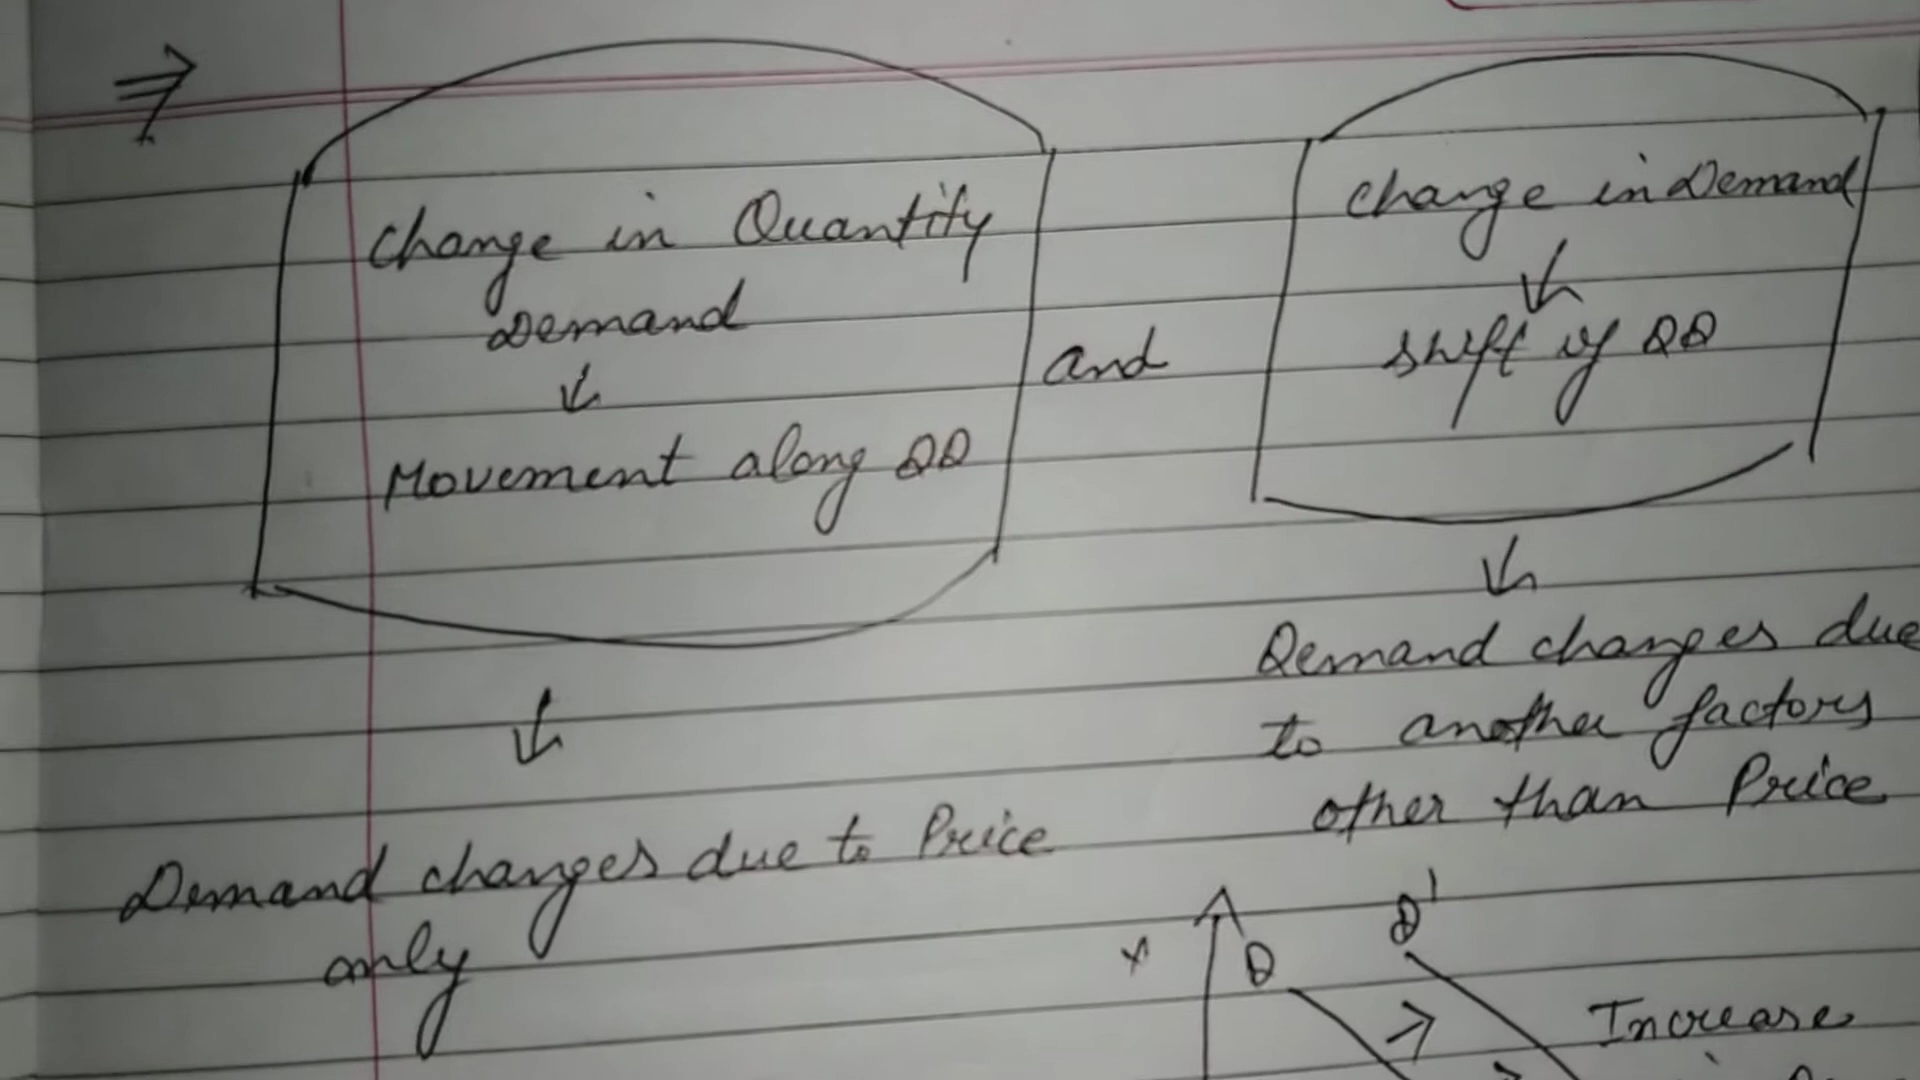 Change in Quantity
Demand
Movement along DD
and
Change in Demand
shift of DD
Demand changes due to Price
only
Demand changes due
to another factors
other than Price
Y
D
D'
Increase